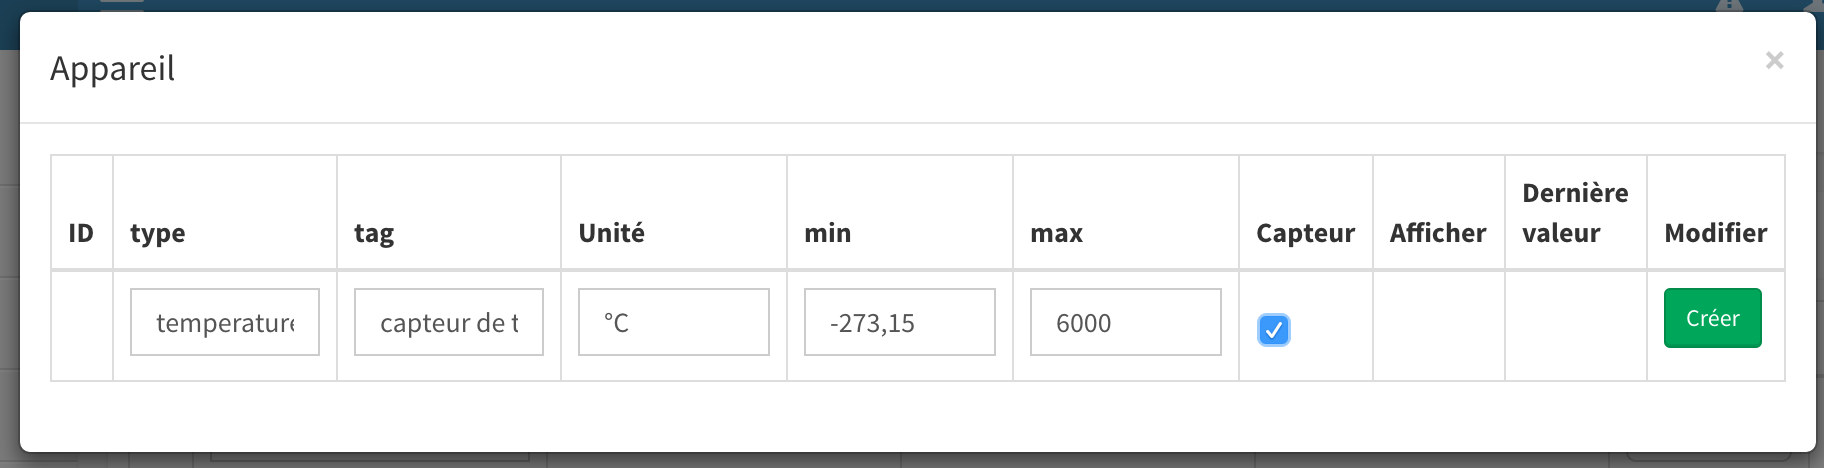 Appareil
×
ID type tag Unité min max Capteur Afficher Dernière valeur Modifier
temperature capteur de t °C -273,15 6000 Créer